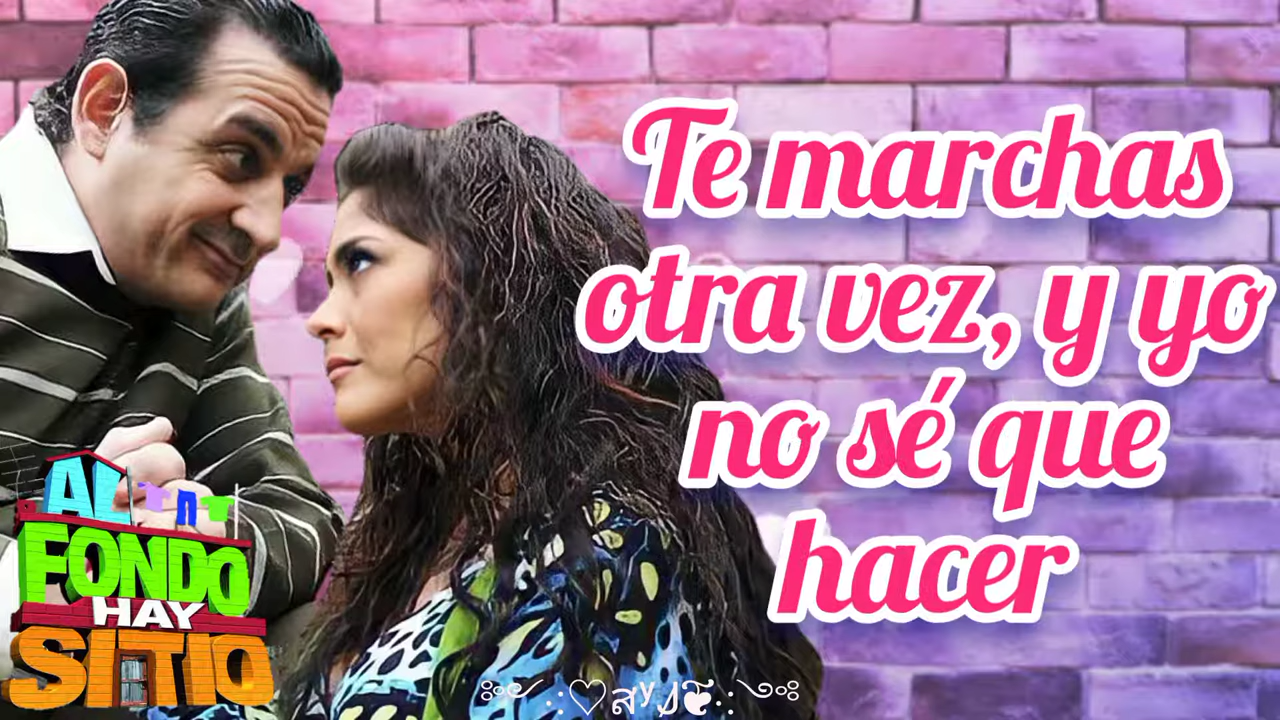 Te marchas
otra vez, y yo
no sé que
hacer
AL
FONDO
HAY
SITIO